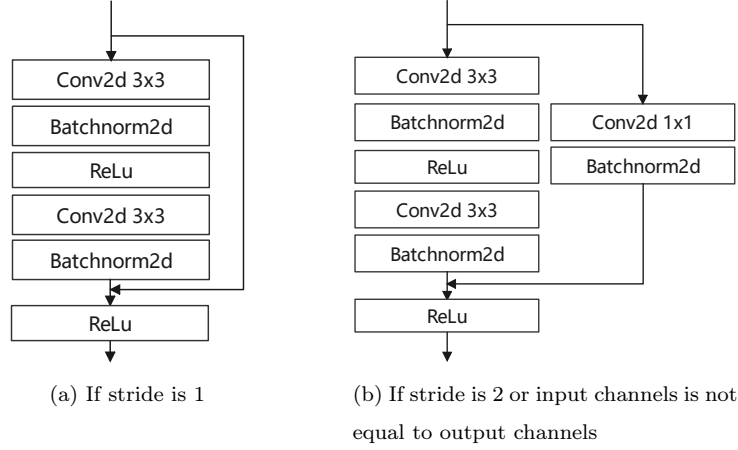 Conv2d 3x3
Batchnorm2d
ReLu
Conv2d 3x3
Batchnorm2d
ReLu
(a) If stride is 1
Conv2d 3x3
Batchnorm2d
ReLu
Conv2d 3x3
Batchnorm2d
ReLu
Conv2d 1x1
Batchnorm2d
(b) If stride is 2 or input channels is not
equal to output channels